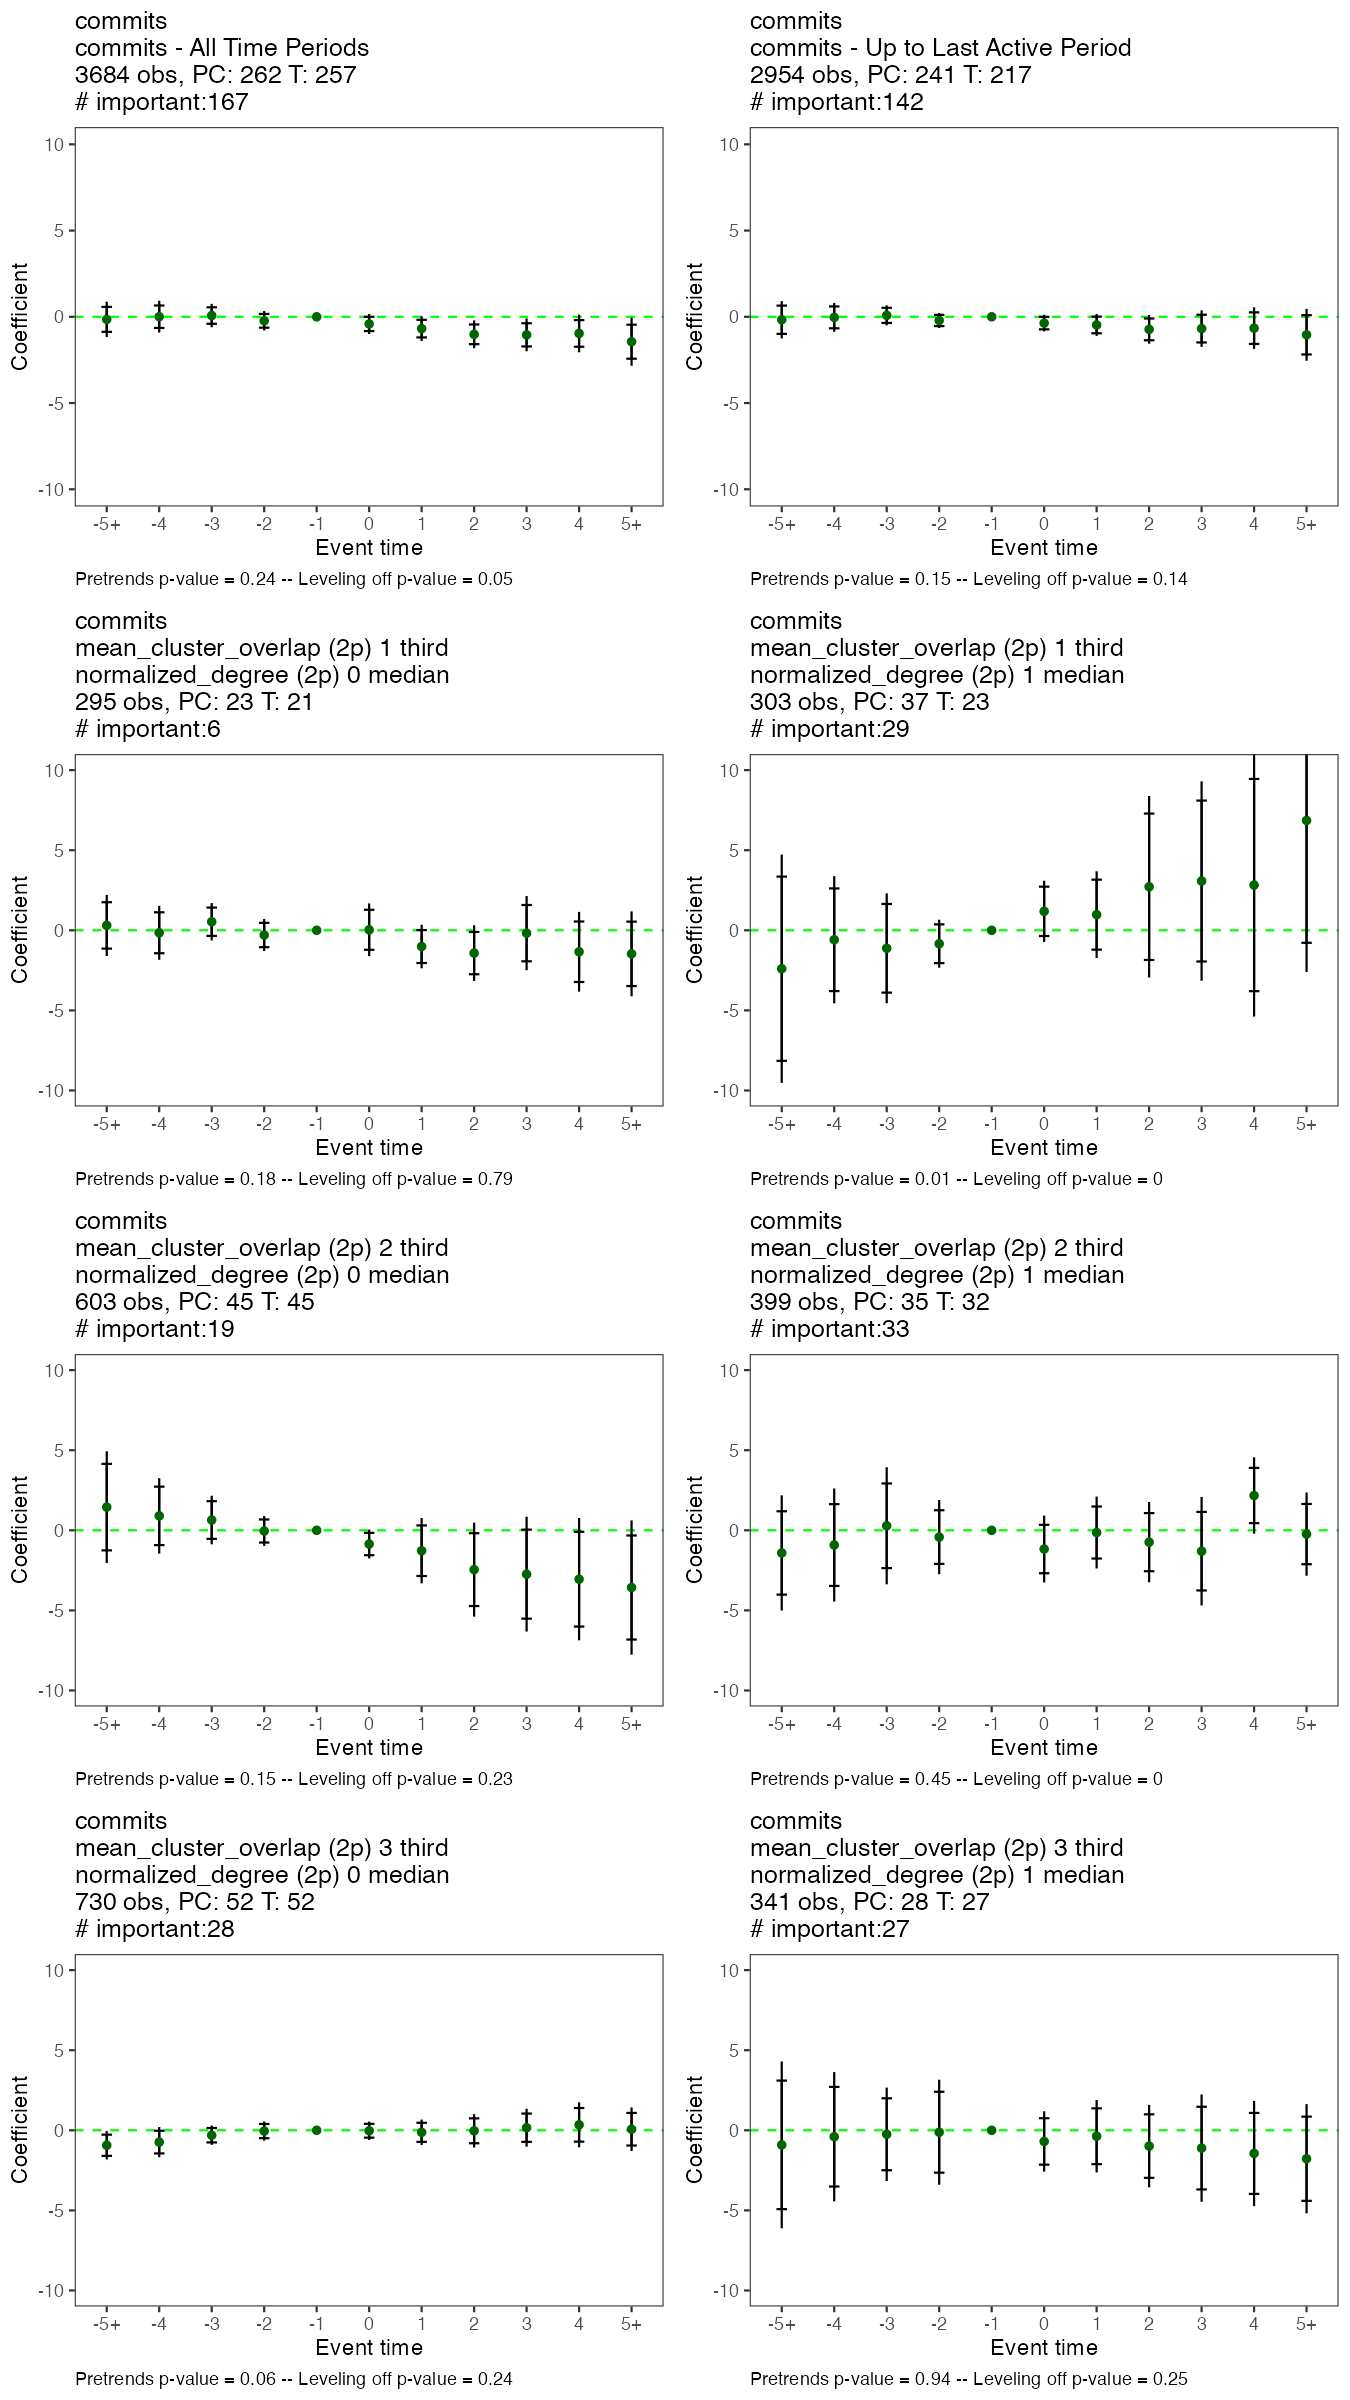 commits
commits - All Time Periods
3684 obs, PC: 262 T: 257
# important:167
10
5
0
-5
-10
Coefficient
-5+ -4 -3 -2 -1 0 1 2 3 4 5+
Event time
Pretrends p-value = 0.24 -- Leveling off p-value = 0.05
commits
commits - Up to Last Active Period
2954 obs, PC: 241 T: 217
# important:142
10
5
0
-5
-10
Coefficient
-5+ -4 -3 -2 -1 0 1 2 3 4 5+
Event time
Pretrends p-value = 0.15 -- Leveling off p-value = 0.14
commits
mean_cluster_overlap (2p) 1 third
normalized_degree (2p) 0 median
295 obs, PC: 23 T: 21
# important:6
10
5
0
-5
-10
Coefficient
-5+ -4 -3 -2 -1 0 1 2 3 4 5+
Event time
Pretrends p-value = 0.18 -- Leveling off p-value = 0.79
commits
mean_cluster_overlap (2p) 1 third
normalized_degree (2p) 1 median
303 obs, PC: 37 T: 23
# important:29
10
5
0
-5
-10
Coefficient
-5+ -4 -3 -2 -1 0 1 2 3 4 5+
Event time
Pretrends p-value = 0.01 -- Leveling off p-value = 0
commits
mean_cluster_overlap (2p) 2 third
normalized_degree (2p) 0 median
603 obs, PC: 45 T: 45
# important:19
10
5
0
-5
-10
Coefficient
-5+ -4 -3 -2 -1 0 1 2 3 4 5+
Event time
Pretrends p-value = 0.15 -- Leveling off p-value = 0.23
commits
mean_cluster_overlap (2p) 2 third
normalized_degree (2p) 1 median
399 obs, PC: 35 T: 32
# important:33
10
5
0
-5
-10
Coefficient
-5+ -4 -3 -2 -1 0 1 2 3 4 5+
Event time
Pretrends p-value = 0.45 -- Leveling off p-value = 0
commits
mean_cluster_overlap (2p) 3 third
normalized_degree (2p) 0 median
730 obs, PC: 52 T: 52
# important:28
10
5
0
-5
-10
Coefficient
-5+ -4 -3 -2 -1 0 1 2 3 4 5+
Event time
Pretrends p-value = 0.06 -- Leveling off p-value = 0.24
commits
mean_cluster_overlap (2p) 3 third
normalized_degree (2p) 1 median
341 obs, PC: 28 T: 27
# important:27
10
5
0
-5
-10
Coefficient
-5+ -4 -3 -2 -1 0 1 2 3 4 5+
Event time
Pretrends p-value = 0.94 -- Leveling off p-value = 0.25